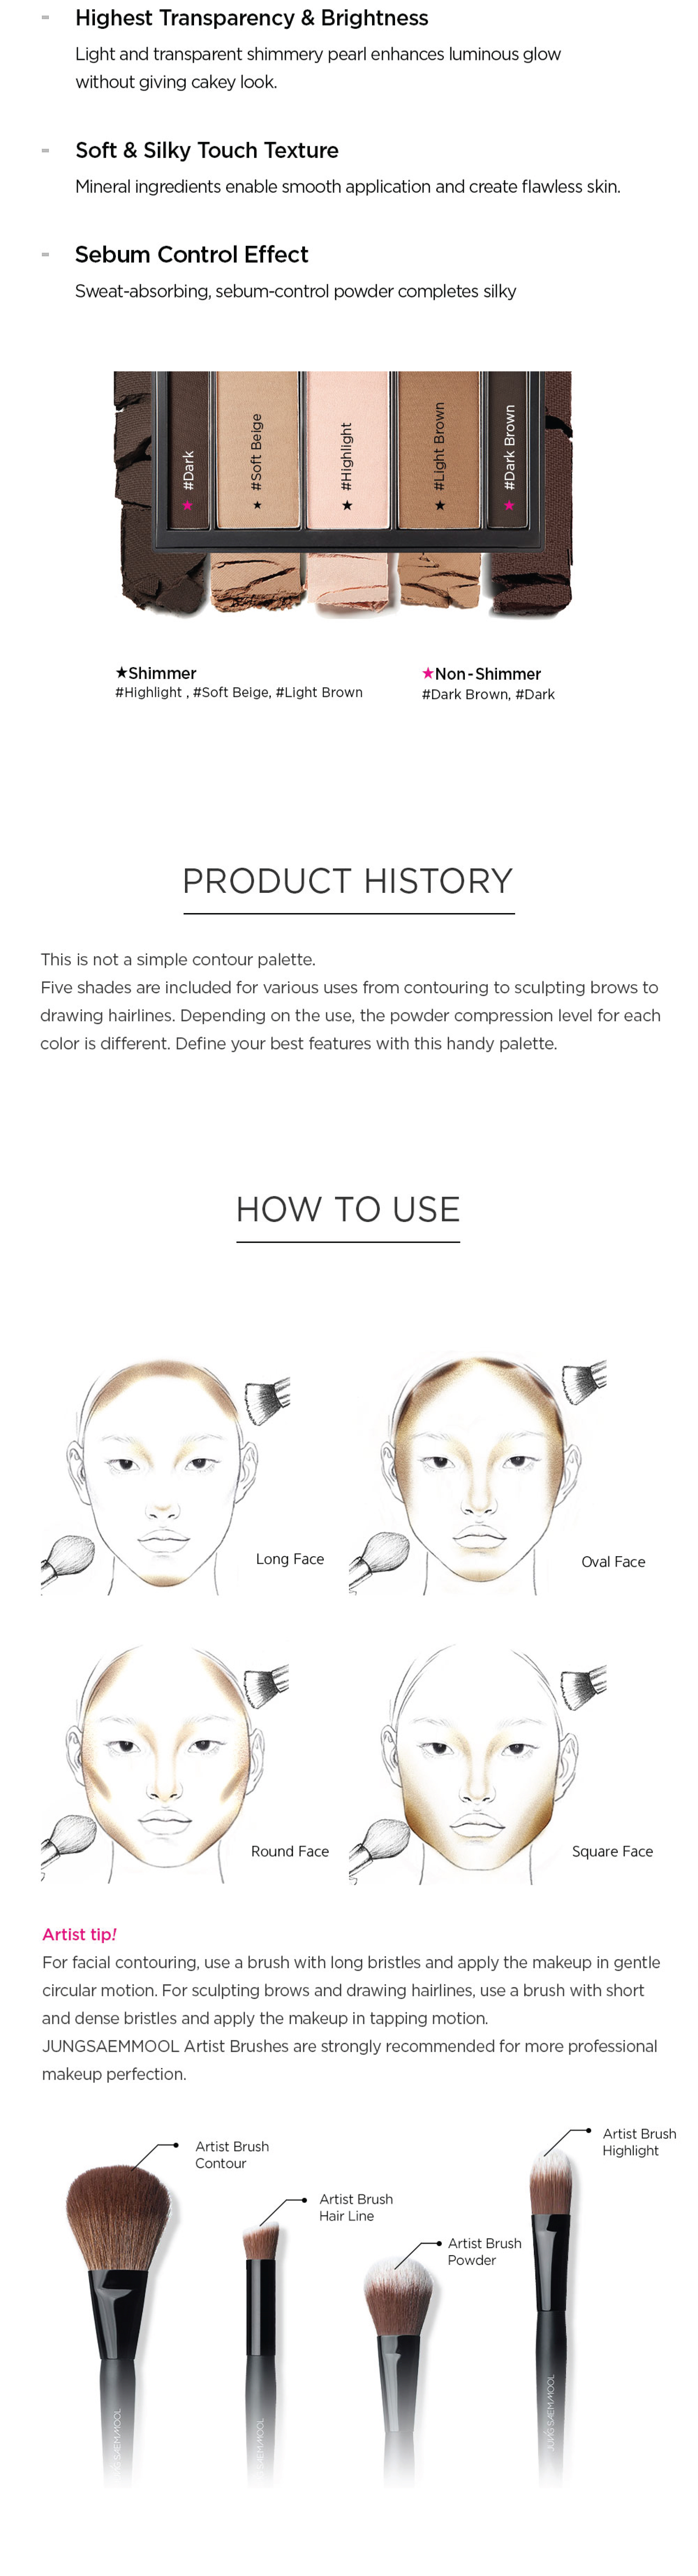 Highest Transparency & Brightness
Light and transparent shimmery pearl enhances luminous glow
without giving cakey look.
Soft & Silky Touch Texture
Mineral ingredients enable smooth application and create flawless skin.
Sebum Control Effect
Sweat-absorbing, sebum-control powder completes silky
★ #Dark
★ #Soft Beige
★ #Highlight
★ #Light Brown
★ #Dark Brown
★Shimmer
#Highlight , #Soft Beige, #Light Brown
★Non-Shimmer
#Dark Brown, #Dark
PRODUCT HISTORY
This is not a simple contour palette.
Five shades are included for various uses from contouring to sculpting brows to
drawing hairlines. Depending on the use, the powder compression level for each
color is different. Define your best features with this handy palette.
HOW TO USE
Long Face
Oval Face
Round Face
Square Face
Artist tip!
For facial contouring, use a brush with long bristles and apply the makeup in gentle
circular motion. For sculpting brows and drawing hairlines, use a brush with short
and dense bristles and apply the makeup in tapping motion.
JUNGSAEMMOOL Artist Brushes are strongly recommended for more professional
makeup perfection.
Artist Brush
Contour
Artist Brush
Hair Line
Artist Brush
Powder
Artist Brush
Highlight
JUNG SAEM MOOL